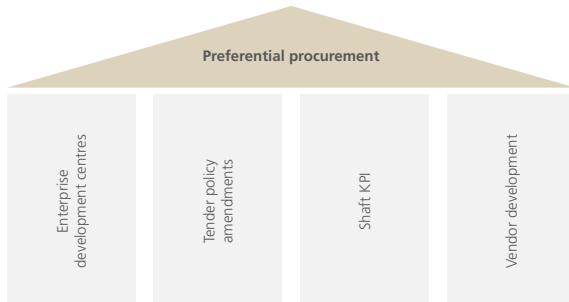 Preferential procurement
Enterprise
development centres
Tender policy
amendments
Shaft KPI
Vendor development